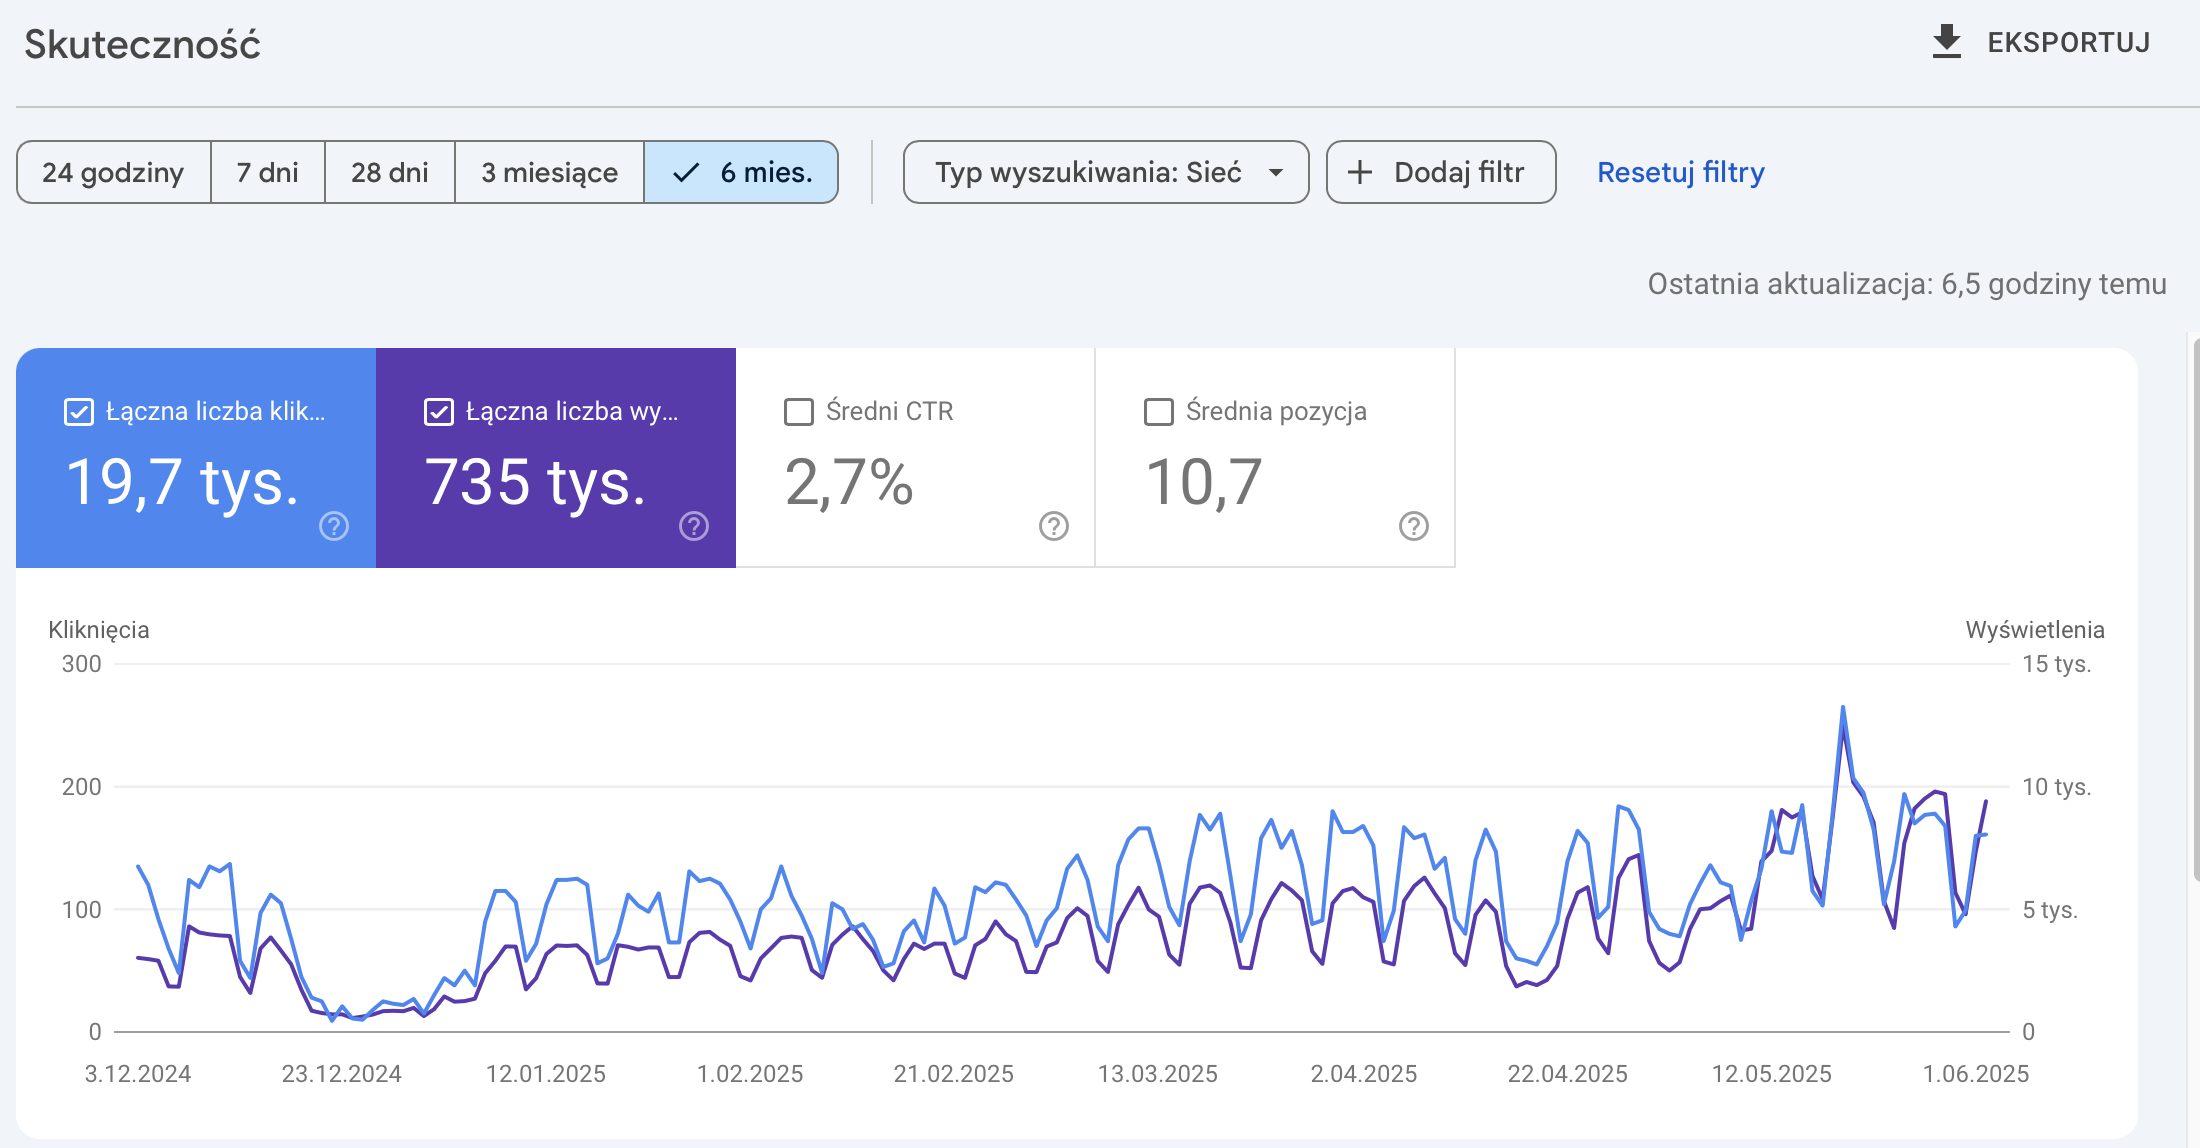 Skuteczność
EKSPORTUJ
24 godziny
7 dni
28 dni
3 miesiące
6 mies.
Typ wyszukiwania: Sieć
Dodaj filtr
Resetuj filtry
Ostatnia aktualizacja: 6,5 godziny temu
Łączna liczba klik...
19,7 tys.
Łączna liczba wy...
735 tys.
Średni CTR
2,7%
Średnia pozycja
10,7
Kliknięcia
Wyświetlenia
300
15 tys.
200
10 tys.
100
5 tys.
0
0
3.12.2024
23.12.2024
12.01.2025
1.02.2025
21.02.2025
13.03.2025
2.04.2025
22.04.2025
12.05.2025
1.06.2025